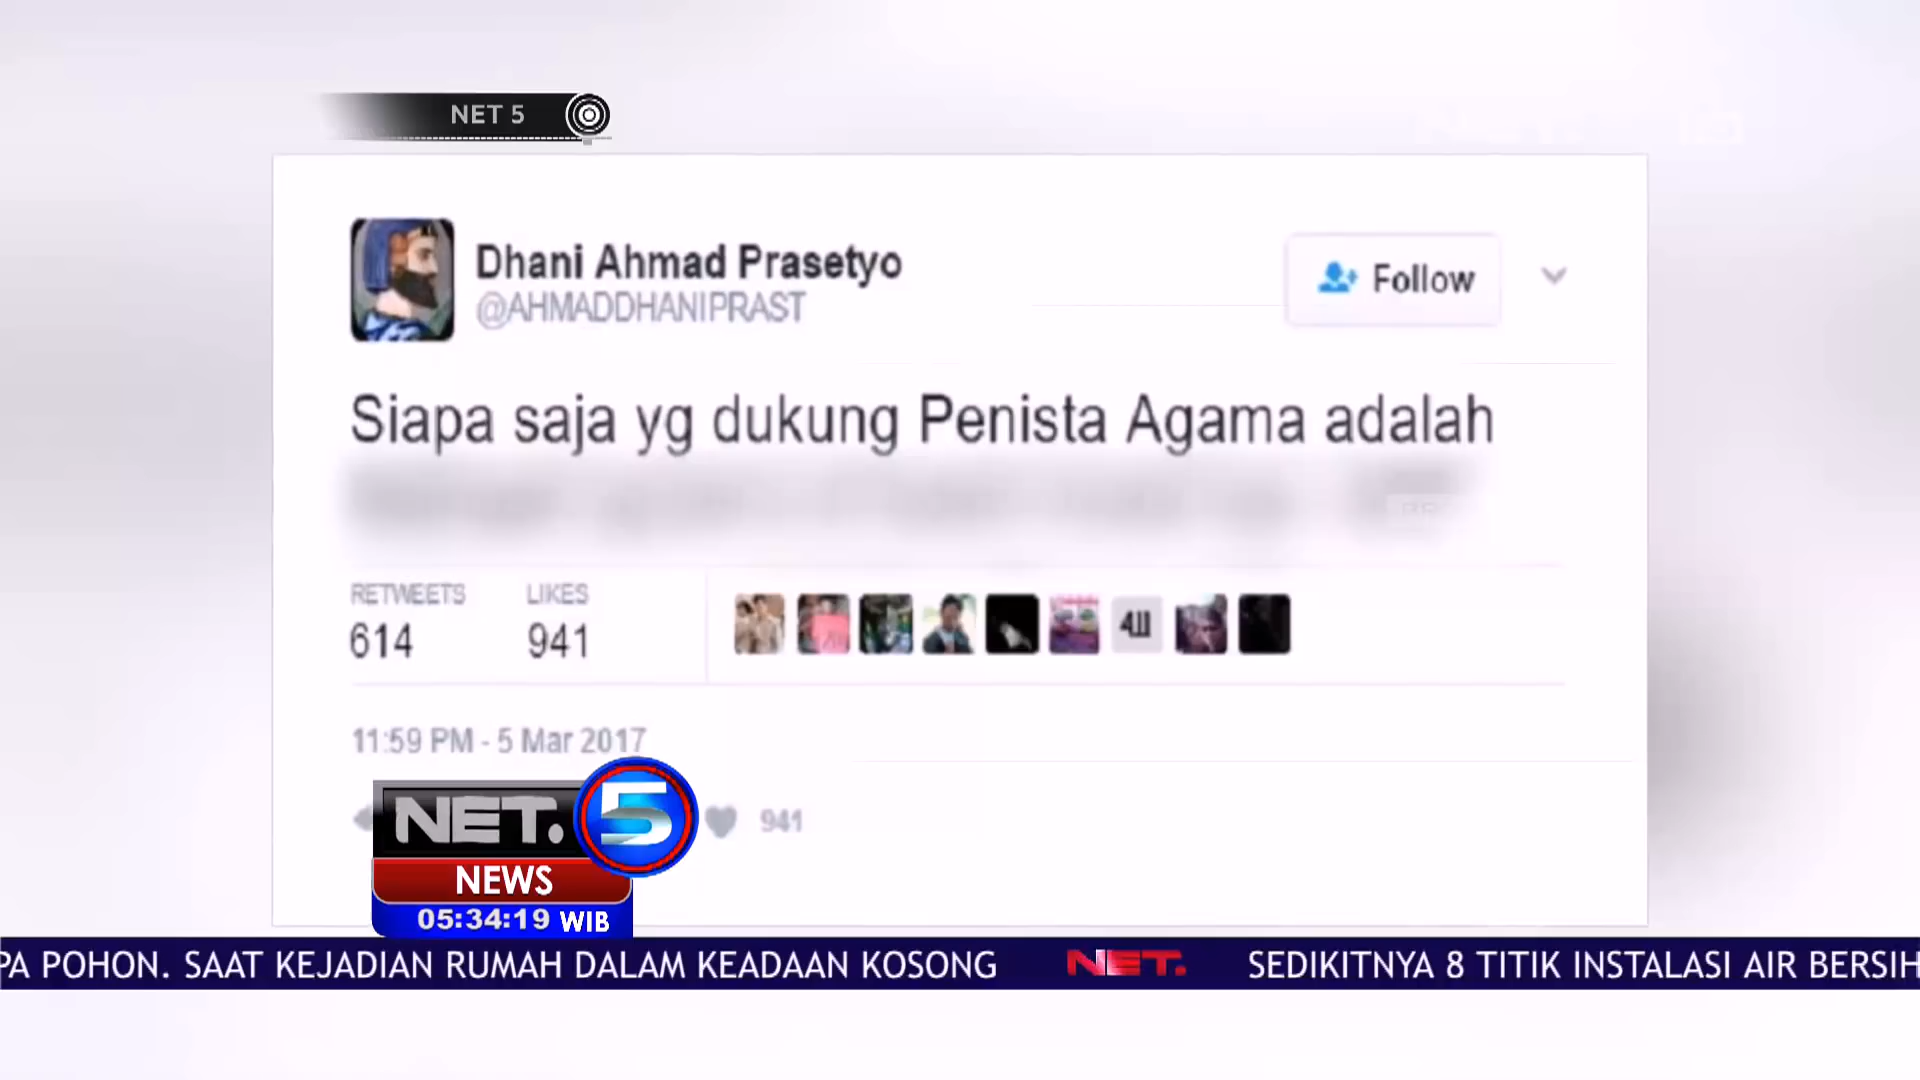 NET 5
Dhani Ahmad Prasetyo
@AHMADDHANIPRAST
Follow
Siapa saja yg dukung Penista Agama adalah
RETWEETS
LIKES
614
941
11:59 PM - 5 Mar 2017
941
NET. 5
NEWS
05:34:19 WIB
PA POHON. SAAT KEJADIAN RUMAH DALAM KEADAAN KOSONG
NET.
SEDIKITNYA 8 TITIK INSTALASI AIR BERSIH